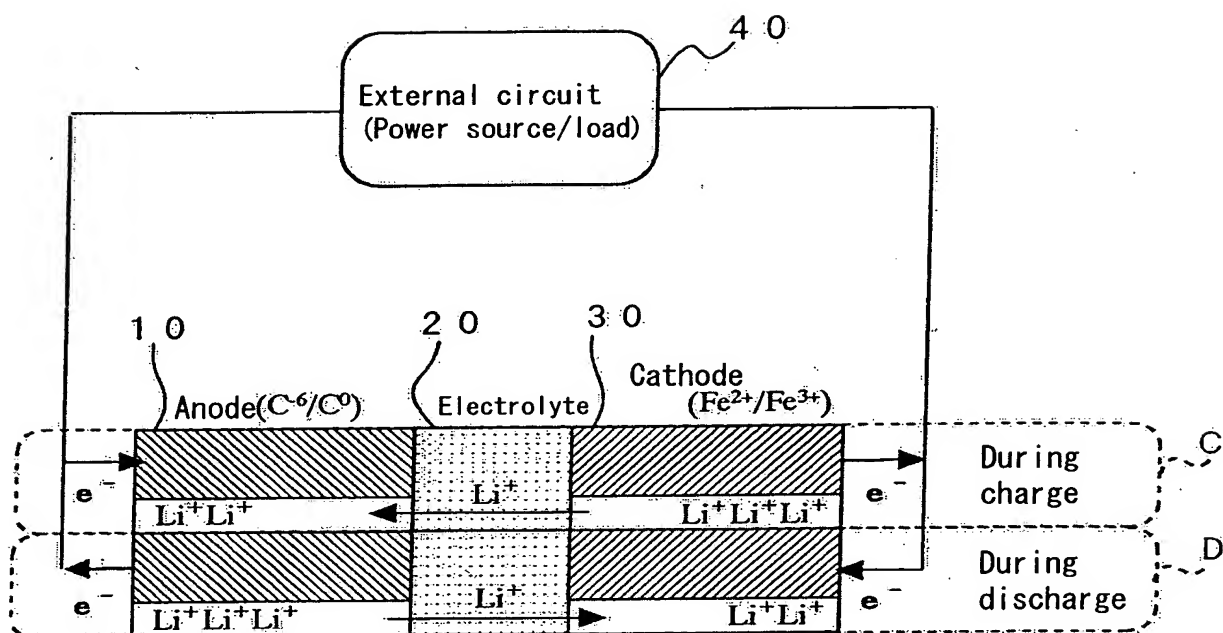 ４０
External circuit
(Power source/load)
１０
２０
３０
Anode(C⁻⁶/C⁰)
Electrolyte
Cathode
(Fe²⁺/Fe³⁺)
C
e⁻
Li⁺Li⁺
Li⁺
Li⁺Li⁺Li⁺
e⁻
During
charge
D
e⁻
Li⁺Li⁺Li⁺
Li⁺
Li⁺Li⁺
e⁻
During
discharge